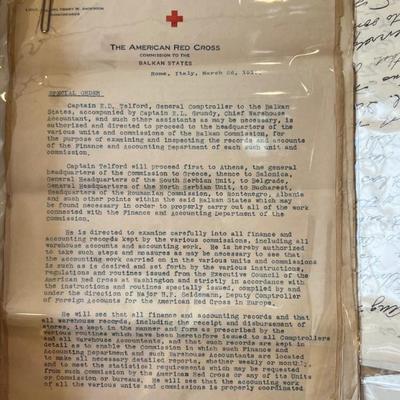 THE AMERICAN RED CROSS
COMMISSION TO THE
BALKAN STATES
Rome, Italy, March 26, 191
SPECIAL ORDER
Captain E.D. Telford, General Comptroller to the Balkan
States, accompanied by Captain R.L. Grundy, Chief Warehouse
Accountant, and such other assistants as may be necessary, is
authorized and directed to proceed to the headquarters of the
various units and commissions of the Balkan Commission, for
the purpose of examining and inspecting the records and accounts
of the Finance and Accounting Department of each such unit and
commission.
Captain Telford will proceed first to Athens, the general
headquarters of the commission to Greece, thence to Salonica,
General Headquarters of the South Serbian Unit, to Belgrade,
General Headquarters of the North Serbian Unit, to Bucharest,
Headquarters of the Roumanian Commission, to Montenegro, Albania
and such other points within the said Balkan States which may
be found necessary in order to properly carry out all of the work
connected with the Finance and Accounting Department of the
Commission.
He is directed to examine carefully into all finance and
accounting records kept by the various commissions, including all
warehouse accounts and accounting work. He is hereby authorized
to take such steps and measures as may be necessary to see that
the accounting work carried on in the various units and commissions
is such as is desired and set forth by the various instructions,
regulations and routines issued from the Executive Council of the
American Red Cross at Washington and strictly in accordance with
the instructions and routines specially issued, compiled by and
under the direction of Major H.P. Seidemann, Deputy Comptroller
of Foreign Accounts for the American Red Cross in Europe.
He will see that all finance and accounting records and that
all warehouse records, including the receipt and disbursement of
stores, is kept in the manner and form as prescribed by the
various routines which have been heretofore issued to all Comptrollers
and all Warehouse Accountants, and that such records are kept in
detail so as to enable the Commission in which such Finance and
Accounting Department and such Warehouse Accountants are located
to make all necessary detailed reports, whether weekly or monthly
and to meet the statistical requirements which may be requested
from such commission by the American Red Cross or any of its Units
or Commission or bureaus. He will see that the accounting work
of all the various units and commissions is properly coordinated